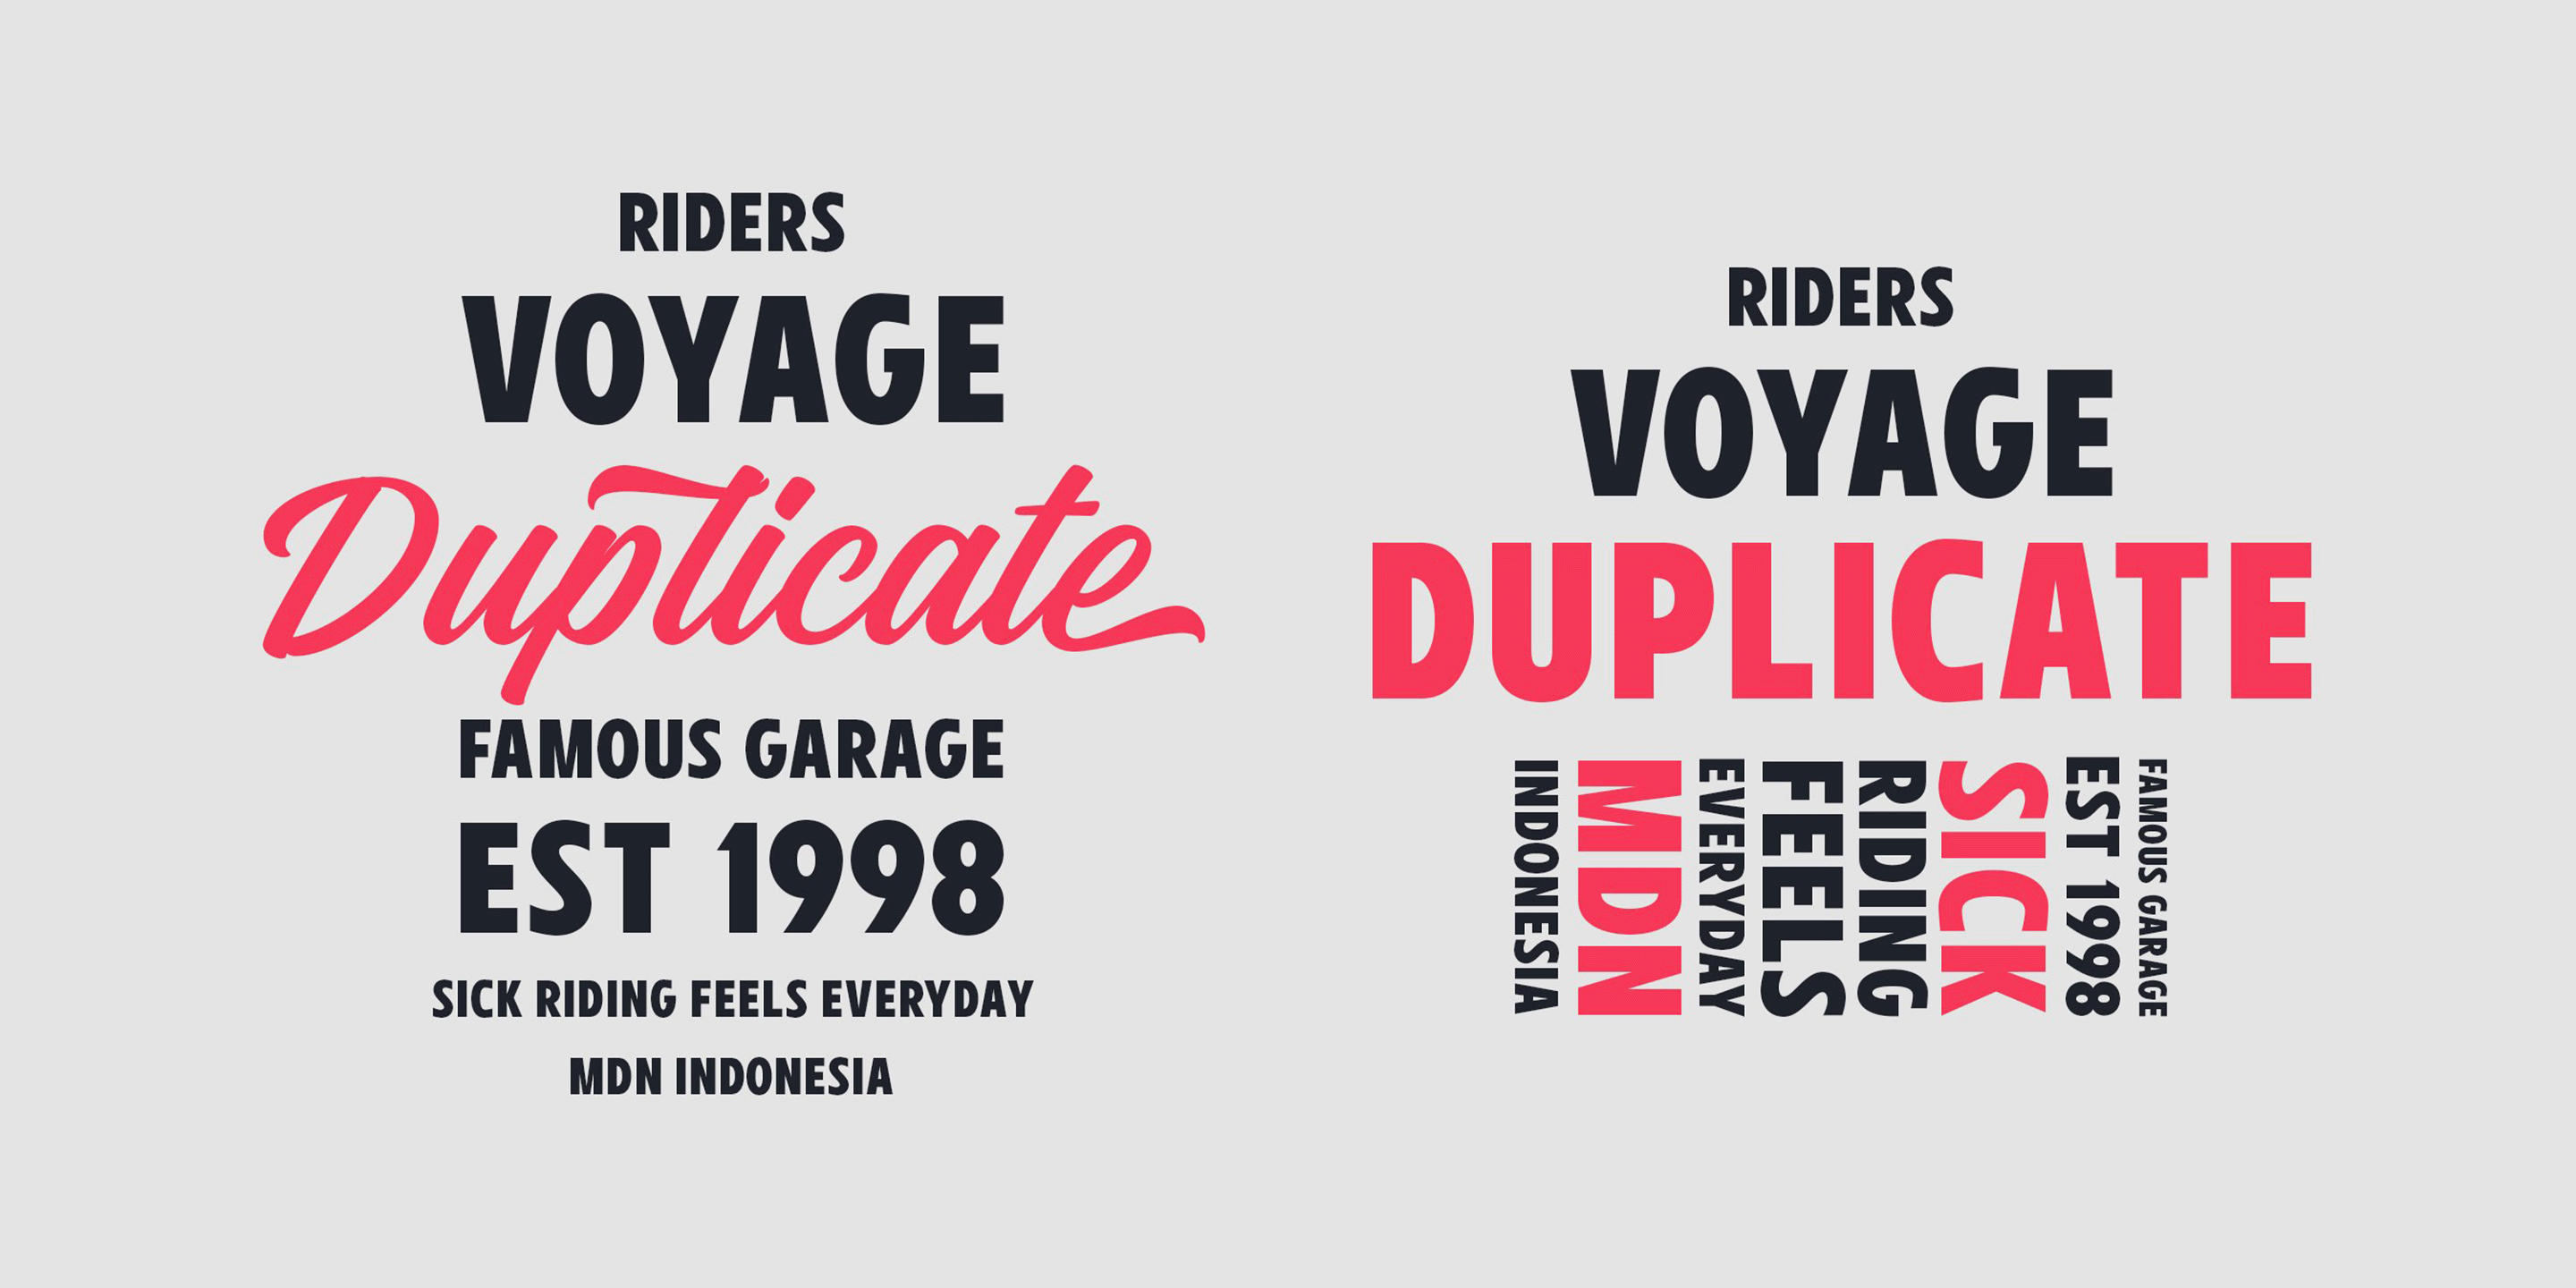 RIDERS
VOYAGE
Duplicate
FAMOUS GARAGE
EST 1998
SICK RIDING FEELS EVERYDAY
MDN INDONESIA
RIDERS
VOYAGE
DUPLICATE
FAMOUS GARAGE
EST 1998
SICK
RIDING
FEELS
EVERYDAY
MDN
INDONESIA